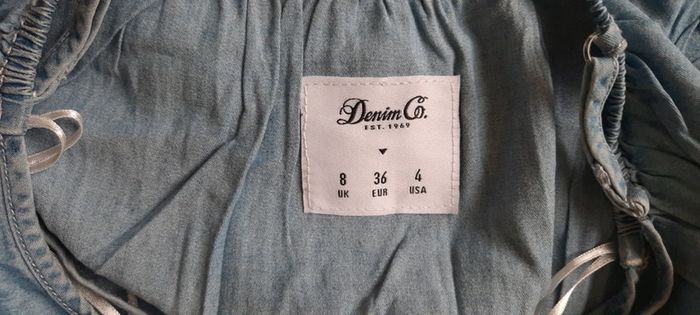 Denim Co.
EST. 1969
8 36 4
UK EUR USA